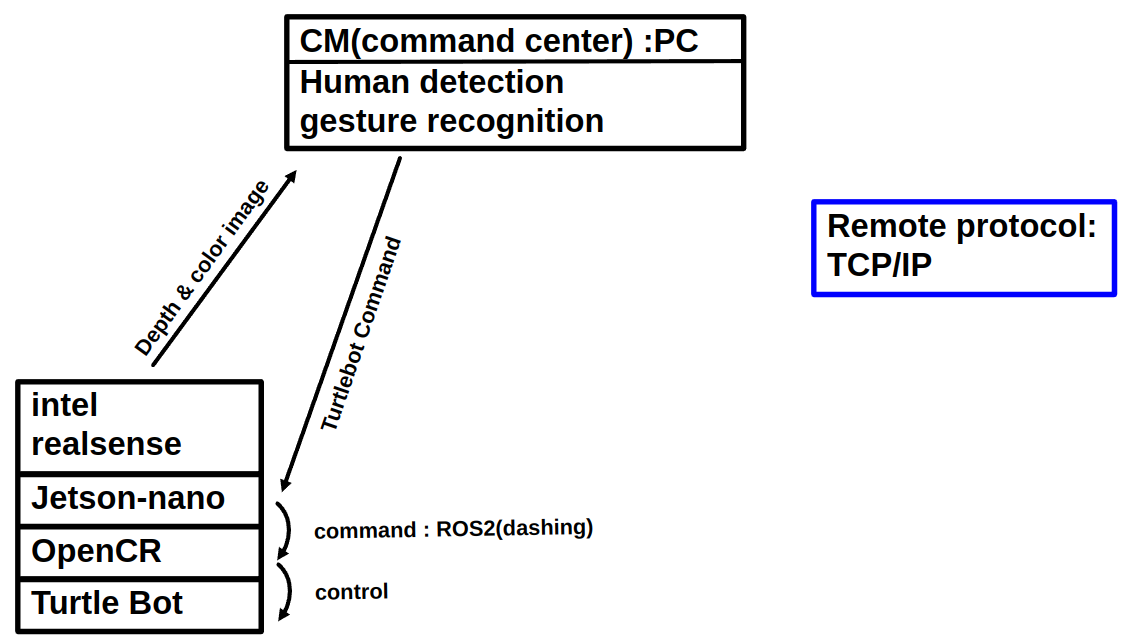 CM(command center) :PC
Human detection
gesture recognition
Depth & color image
Turtlebot Command
Remote protocol:
TCP/IP
intel
realsense
Jetson-nano
OpenCR
Turtle Bot
command : ROS2(dashing)
control